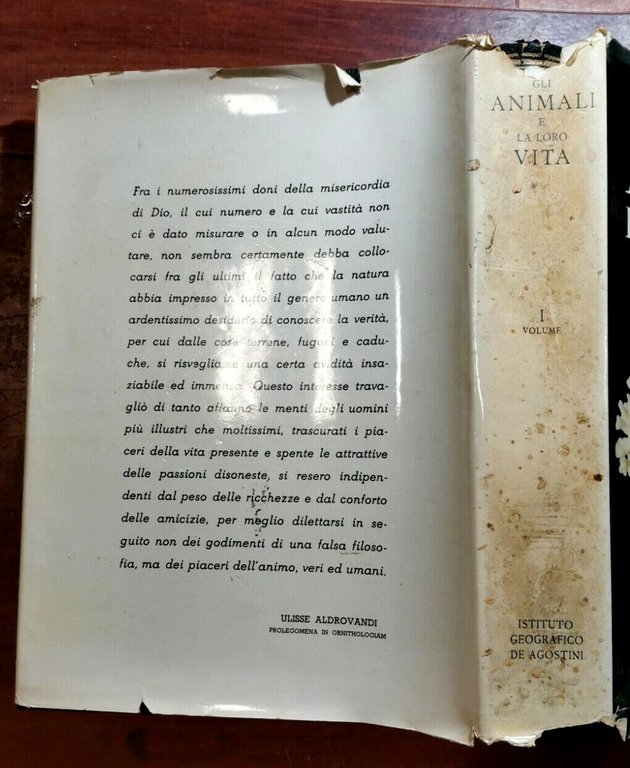 Fra i numerosissimi doni della misericordia
di Dio, il cui numero e la cui vastità non
ci è dato misurare o in alcun modo valu-
tare, non sembra certamente debba collo-
carsi fra gli ultimi il fatto che la natura
abbia impresso in tutto il genere umano un
ardentissimo desiderio di conoscere la verità,
per cui dalle cose terrene, fugaci e cadu-
che, si risvegliasse una certa avidità insa-
ziabile ed immensa. Questo interesse trava-
gliò di tanto affanno le menti degli uomini
più illustri che moltissimi, trascurati i pia-
ceri della vita presente e spente le attrattive
delle passioni disoneste, si resero indipen-
denti dal peso delle ricchezze e dal conforto
delle amicizie, per meglio dilettarsi in se-
guito non dei godimenti di una falsa filoso-
fia, ma dei piaceri dell'animo, veri ed umani.
ULISSE ALDROVANDI
PROLEGOMENA IN ORNITHOLOGIAM
GLI
ANIMALI
E
LA LORO
VITA
I
VOLUME
ISTITUTO
GEOGRAFICO
DE AGOSTINI